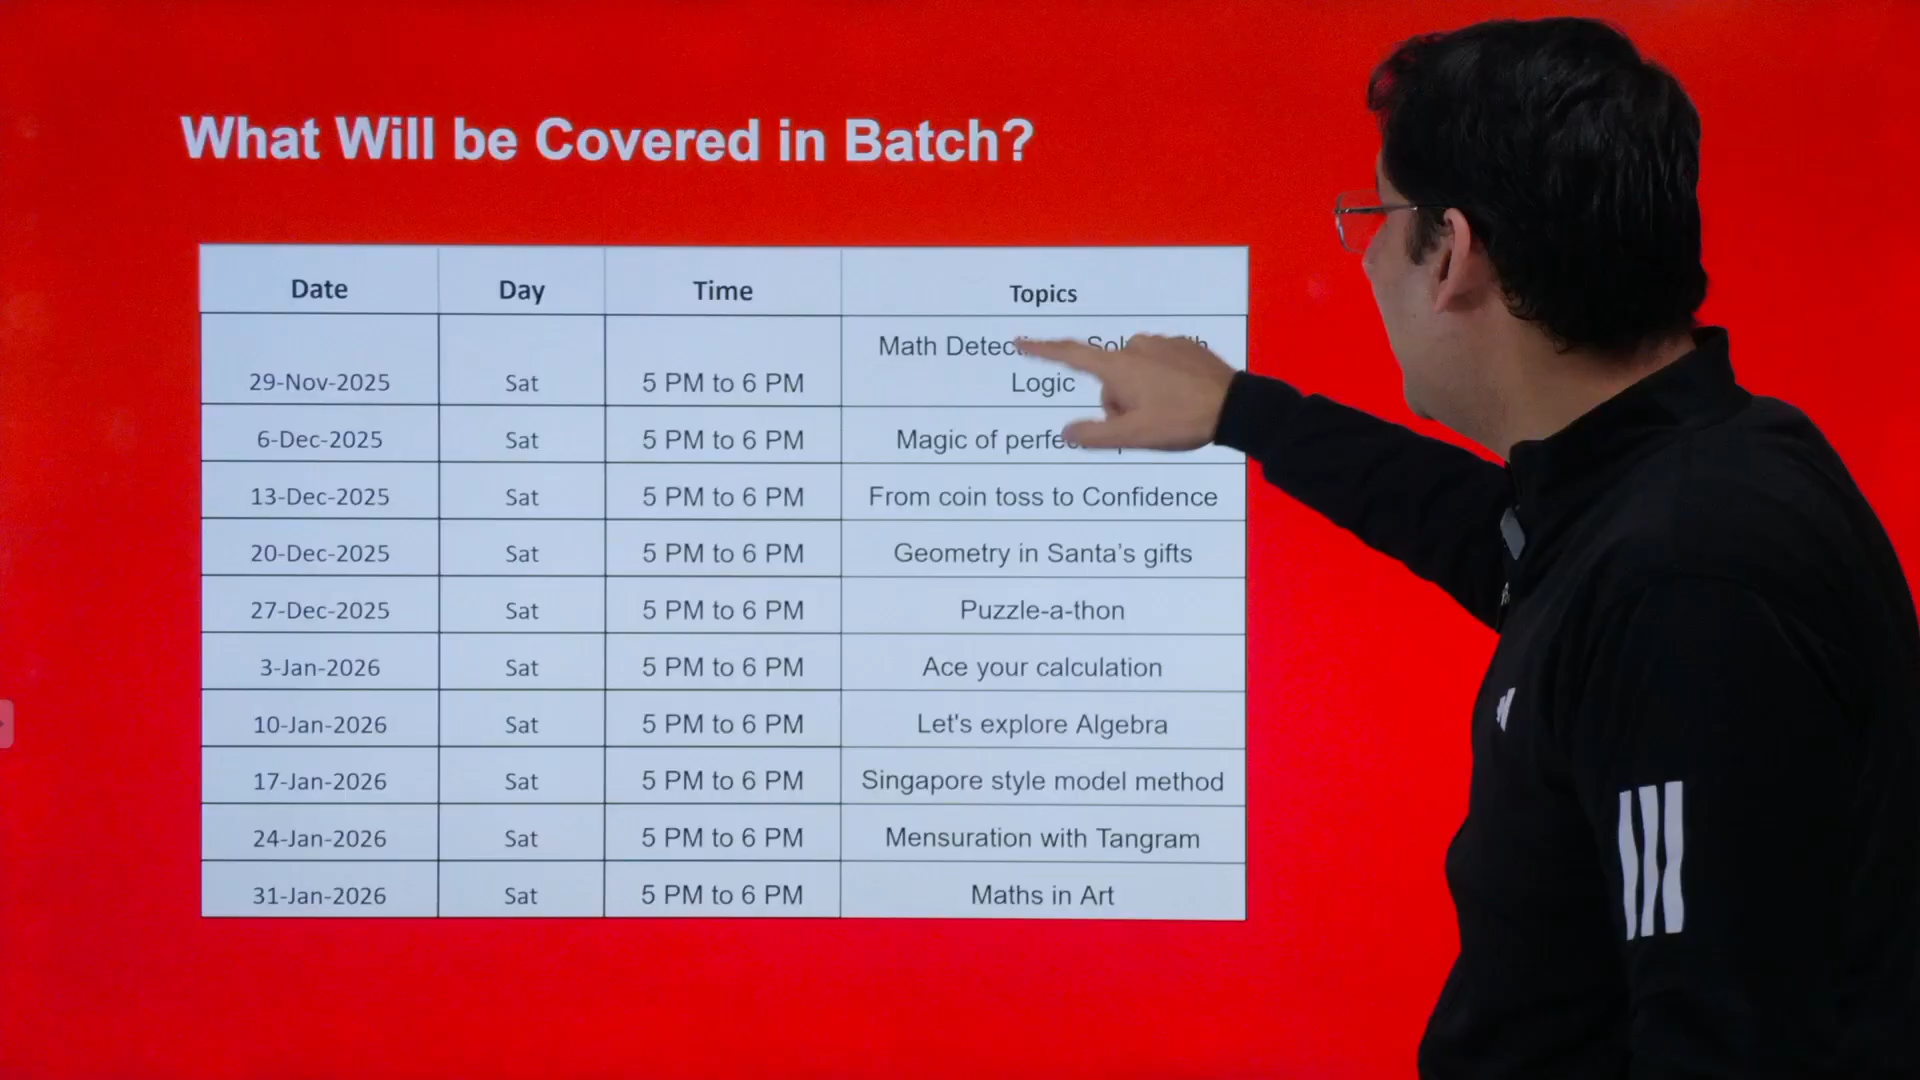 What Will be Covered in Batch?
Date Day Time Topics
Math
29-Nov-2025 Sat 5 PM to 6 PM Logic
6-Dec-2025 Sat 5 PM to 6 PM Magic of
13-Dec-2025 Sat 5 PM to 6 PM From coin toss to Confidence
20-Dec-2025 Sat 5 PM to 6 PM Geometry in Santa's gifts
27-Dec-2025 Sat 5 PM to 6 PM Puzzle-a-thon
3-Jan-2026 Sat 5 PM to 6 PM Ace your calculation
10-Jan-2026 Sat 5 PM to 6 PM Let's explore Algebra
17-Jan-2026 Sat 5 PM to 6 PM Singapore style model method
24-Jan-2026 Sat 5 PM to 6 PM Mensuration with Tangram
31-Jan-2026 Sat 5 PM to 6 PM Maths in Art